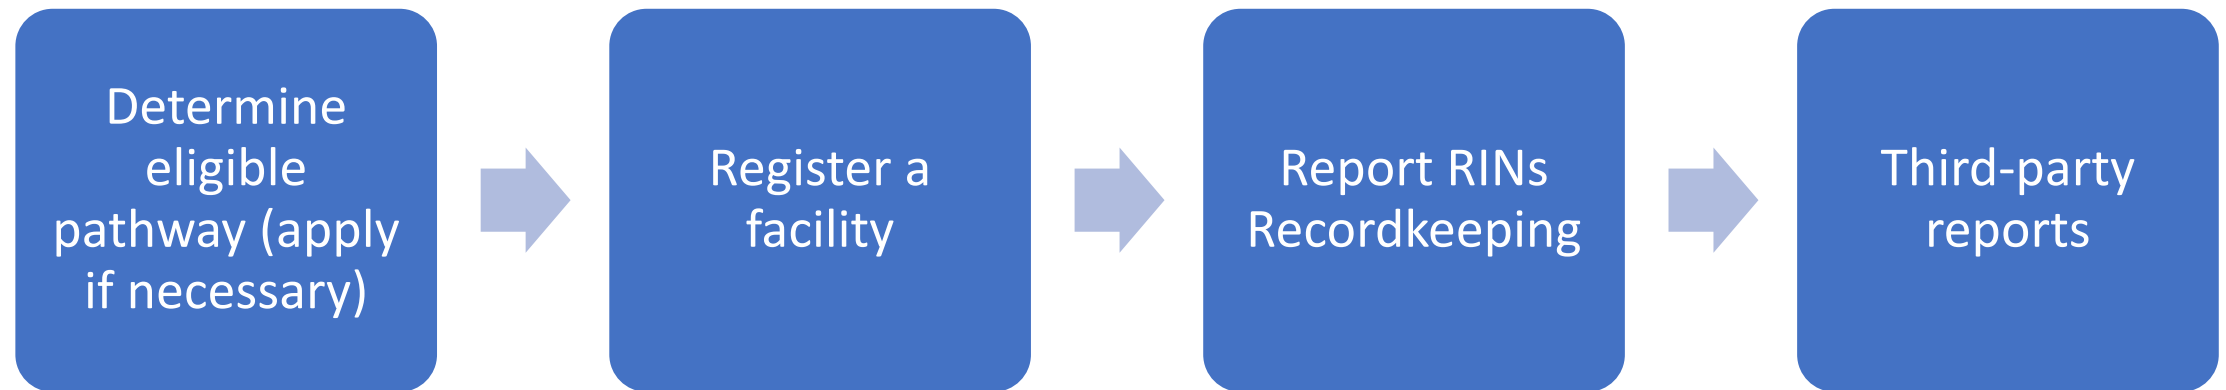 Determine
eligible
pathway (apply
if necessary)
Register a
facility
Report RINs
Recordkeeping
Third-party
reports